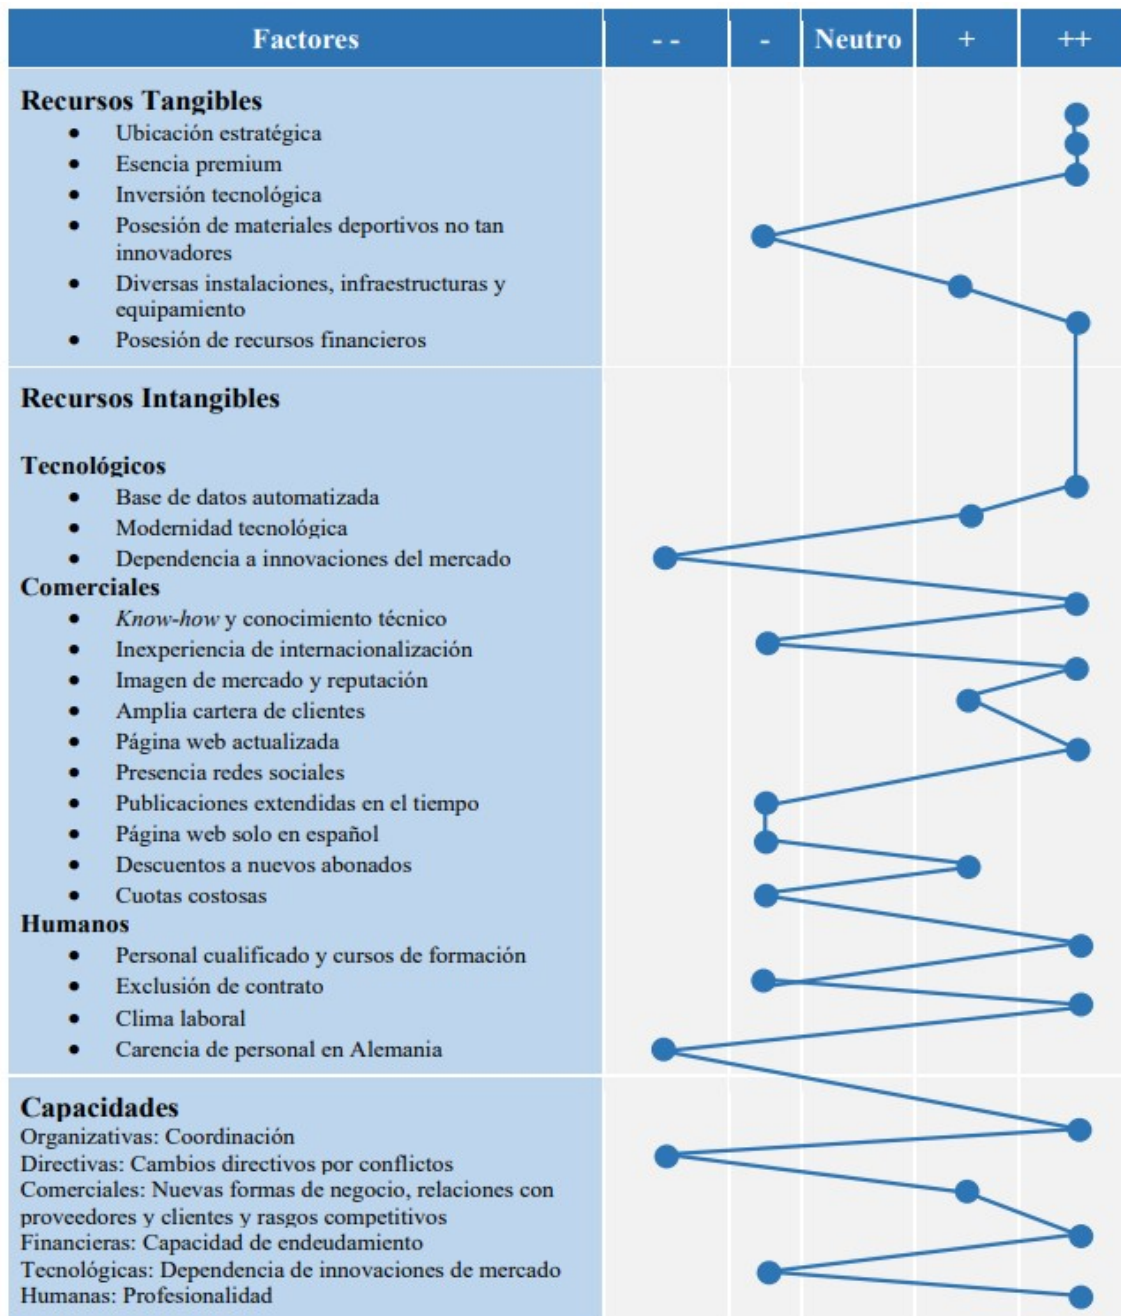 Factores - - - Neutro + ++
Recursos Tangibles
● Ubicación estratégica
● Esencia premium
● Inversión tecnológica
● Posesión de materiales deportivos no tan
innovadores
● Diversas instalaciones, infraestructuras y
equipamiento
● Posesión de recursos financieros
Recursos Intangibles
Tecnológicos
● Base de datos automatizada
● Modernidad tecnológica
● Dependencia a innovaciones del mercado
Comerciales
● Know-how y conocimiento técnico
● Inexperiencia de internacionalización
● Imagen de mercado y reputación
● Amplia cartera de clientes
● Página web actualizada
● Presencia redes sociales
● Publicaciones extendidas en el tiempo
● Página web solo en español
● Descuentos a nuevos abonados
● Cuotas costosas
Humanos
● Personal cualificado y cursos de formación
● Exclusión de contrato
● Clima laboral
● Carencia de personal en Alemania
Capacidades
Organizativas: Coordinación
Directivas: Cambios directivos por conflictos
Comerciales: Nuevas formas de negocio, relaciones con
proveedores y clientes y rasgos competitivos
Financieras: Capacidad de endeudamiento
Tecnológicas: Dependencia de innovaciones de mercado
Humanas: Profesionalidad